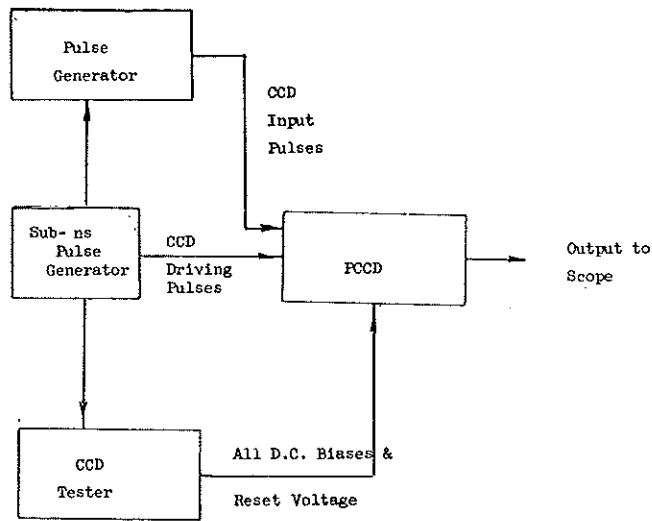 Pulse
Generator
CCD
Input
Pulses
Sub- ns
Pulse
Generator
CCD
Driving
Pulses
PCCD
Output to
Scope
CCD
Tester
All D.C. Biases &
Reset Voltage